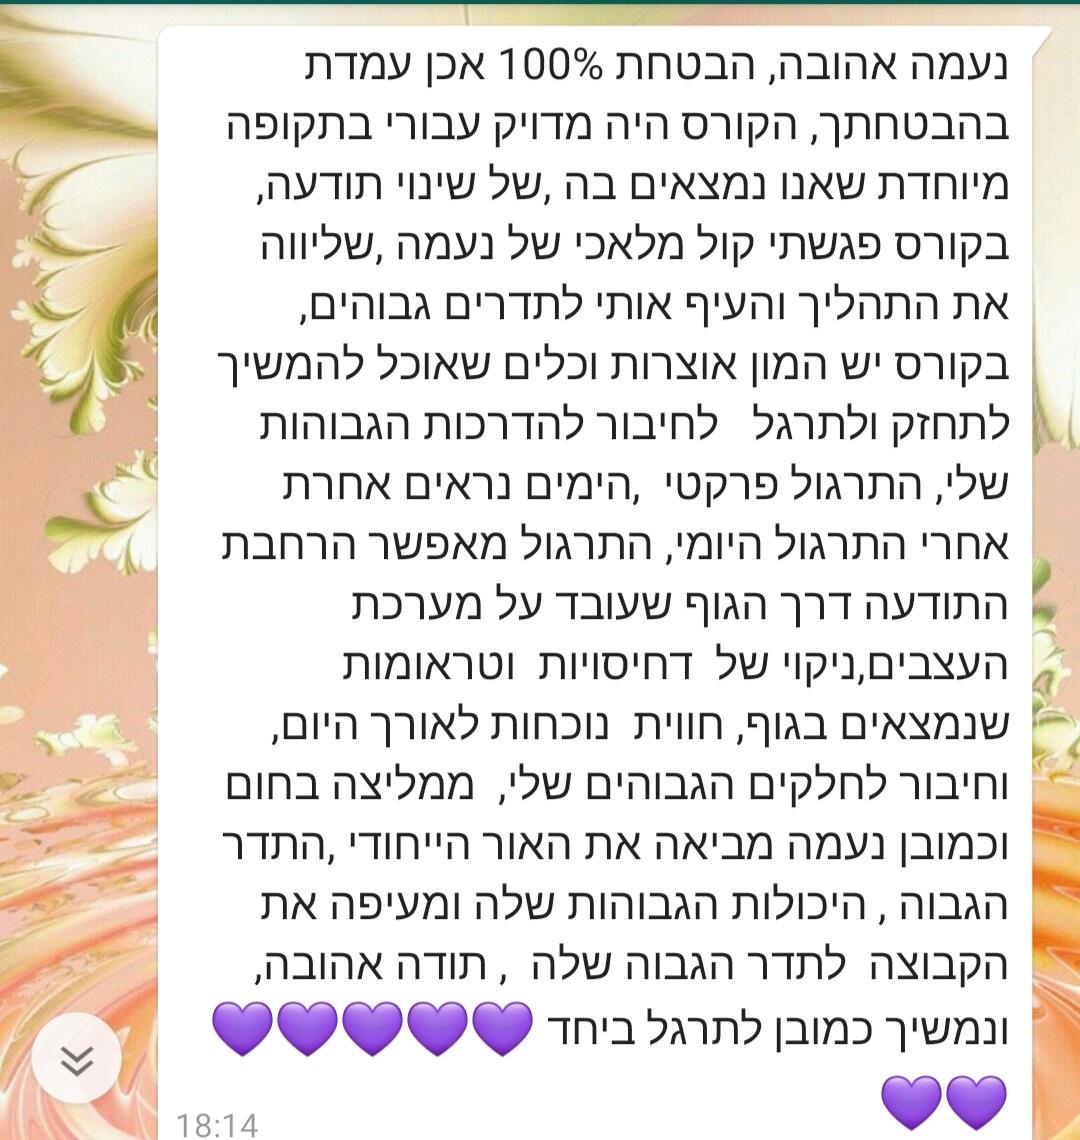 נעמה אהובה, הבטחת 100% אכן עמדת
בהבטחתך, הקורס היה מדויק עבורי בתקופה
מיוחדת שאנו נמצאים בה ,של שינוי תודעה,
בקורס פגשתי קול מלאכי של נעמה ,שליווה
את התהליך והעיף אותי לתדרים גבוהים,
בקורס יש המון אוצרות וכלים שאוכל להמשיך
לתחזק ולתרגל לחיבור להדרכות הגבוהות
שלי, התרגול פרקטי ,הימים נראים אחרת
אחרי התרגול היומי, התרגול מאפשר הרחבת
התודעה דרך הגוף שעובד על מערכת
העצבים,ניקוי של דחיסויות וטראומות
שנמצאים בגוף, חווית נוכחות לאורך היום,
וחיבור לחלקים הגבוהים שלי, ממליצה בחום
וכמובן נעמה מביאה את האור הייחודי ,התדר
הגבוה , היכולות הגבוהות שלה ומעיפה את
הקבוצה לתדר הגבוה שלה , תודה אהובה,
ונמשיך כמובן לתרגל ביחד 💜💜💜💜💜
💜💜
18:14